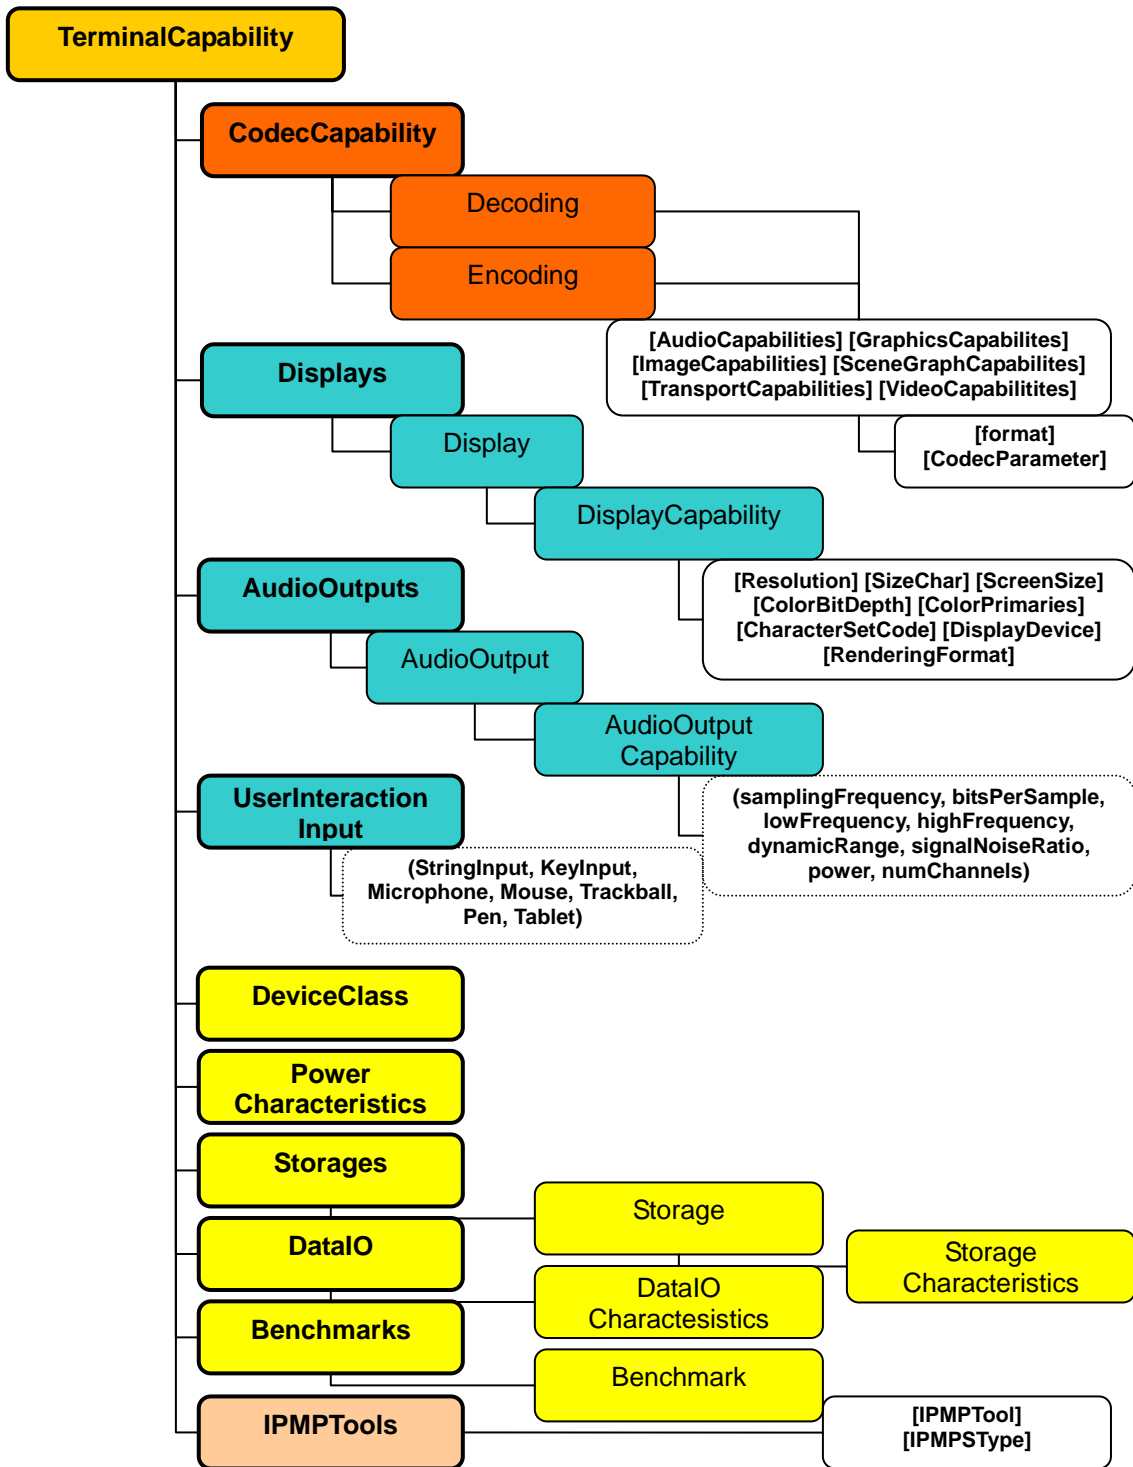 TerminalCapability
CodecCapability
Decoding
Encoding
[AudioCapabilities] [GraphicsCapabilites]
[ImageCapabilities] [SceneGraphCapabilites]
[TransportCapabilities] [VideoCapabilitites]
[format]
[CodecParameter]
Displays
Display
DisplayCapability
[Resolution] [SizeChar] [ScreenSize]
[ColorBitDepth] [ColorPrimaries]
[CharacterSetCode] [DisplayDevice]
[RenderingFormat]
AudioOutputs
AudioOutput
AudioOutput
Capability
(samplingFrequency, bitsPerSample,
lowFrequency, highFrequency,
dynamicRange, signalNoiseRatio,
power, numChannels)
UserInteraction
Input
(StringInput, KeyInput,
Microphone, Mouse, Trackball,
Pen, Tablet)
DeviceClass
Power
Characteristics
Storages
Storage
Storage
Characteristics
DataIO
DataIO
Charactesistics
Benchmarks
Benchmark
IPMPTools
[IPMPTool]
[IPMPSType]